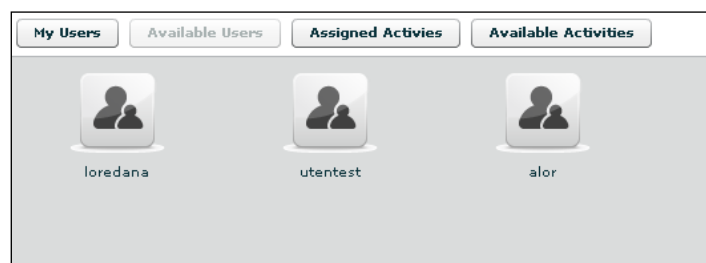 My Users Available Users Assigned Activies Available Activities
loredana utentest alor